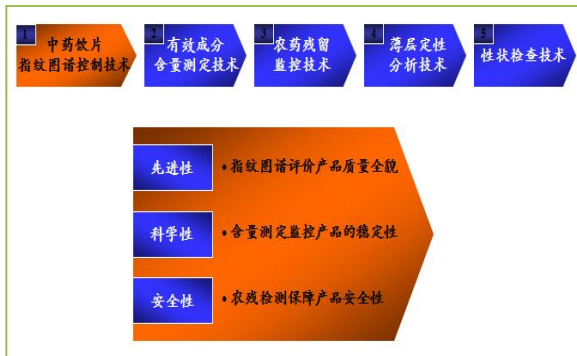 1
中药饮片
指纹图谱控制技术
2
有效成分
含量测定技术
3
农药残留
监控技术
4
薄层定性
分析技术
5
性状检查技术
先进性
•指纹图谱评价产品质量全貌
科学性
•含量测定监控产品的稳定性
安全性
•农残检测保障产品安全性